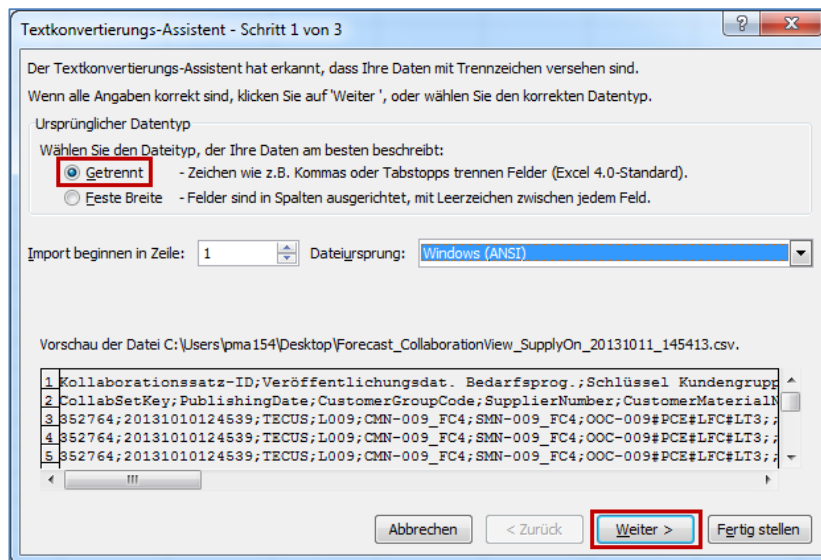 Textkonvertierungs-Assistent - Schritt 1 von 3
Der Textkonvertierungs-Assistent hat erkannt, dass Ihre Daten mit Trennzeichen versehen sind.
Wenn alle Angaben korrekt sind, klicken Sie auf 'Weiter ', oder wählen Sie den korrekten Datentyp.
Ursprünglicher Datentyp
Wählen Sie den Dateityp, der Ihre Daten am besten beschreibt:
Getrennt - Zeichen wie z.B. Kommas oder Tabstopps trennen Felder (Excel 4.0-Standard).
Feste Breite - Felder sind in Spalten ausgerichtet, mit Leerzeichen zwischen jedem Feld.
Import beginnen in Zeile: 1 Dateiursprung: Windows (ANSI)
Vorschau der Datei C:\Users\pma154\Desktop\Forecast_CollaborationView_SupplyOn_20131011_145413.csv.
1 Kollaborationssatz-ID;Veröffentlichungsdat. Bedarfsprog.;Schlüssel Kundengrupp
2 CollabSetKey;PublishingDate;CustomerGroupCode;SupplierNumber;CustomerMaterialN
3 352764;20131010124539;TECUS;L009;CMN-009_FC4;SMN-009_FC4;OOC-009#PCE#LFC#LT3;;
4 352764;20131010124539;TECUS;L009;CMN-009_FC4;SMN-009_FC4;OOC-009#PCE#LFC#LT3;;
5 352764;20131010124539;TECUS;L009;CMN-009_FC4;SMN-009_FC4;OOC-009#PCE#LFC#LT3;;
Abbrechen < Zurück Weiter > Fertig stellen